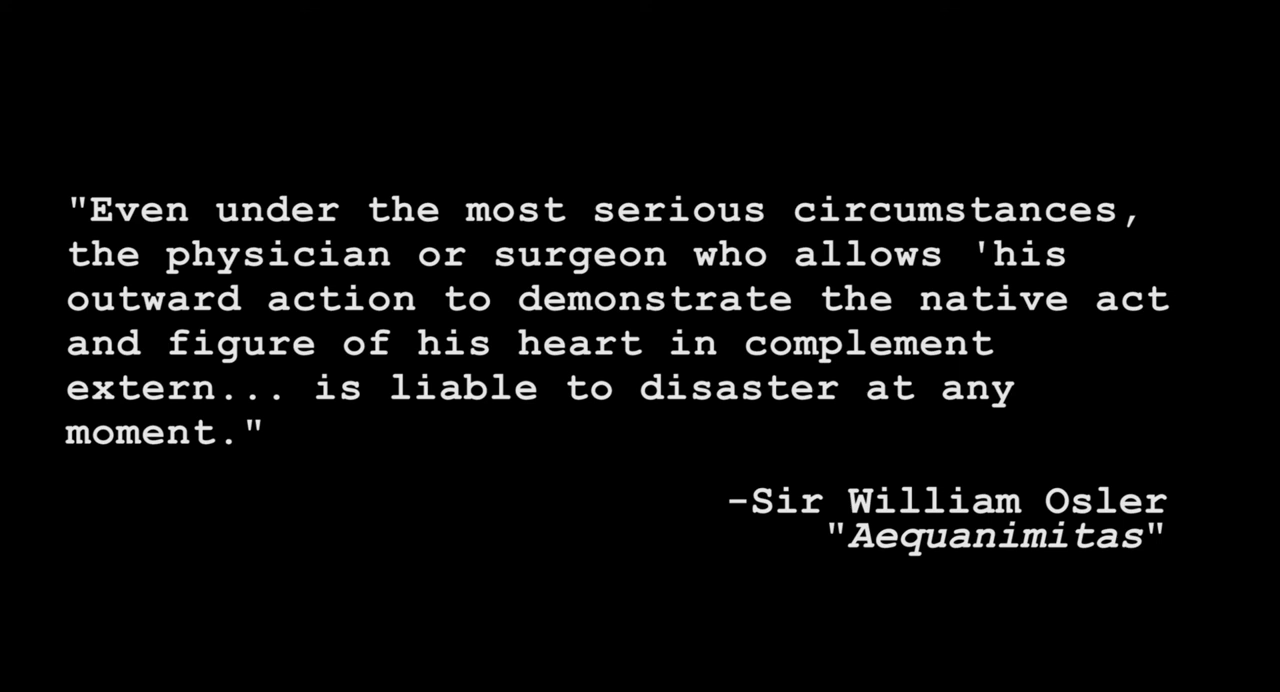 "Even under the most serious circumstances,
the physician or surgeon who allows 'his
outward action to demonstrate the native act
and figure of his heart in complement
extern... is liable to disaster at any
moment."
-Sir William Osler
"Aequanimitas"